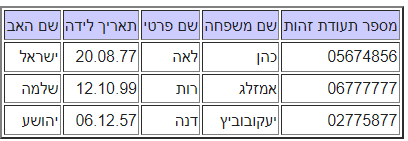 מספר תעודת זהות שם משפחה שם פרטי תאריך לידה שם האב
05674856 כהן לאה 20.08.77 ישראל
06777777 אמזלג רות 12.10.99 שלמה
02775877 יעקובוביץ דנה 06.12.57 יהושע